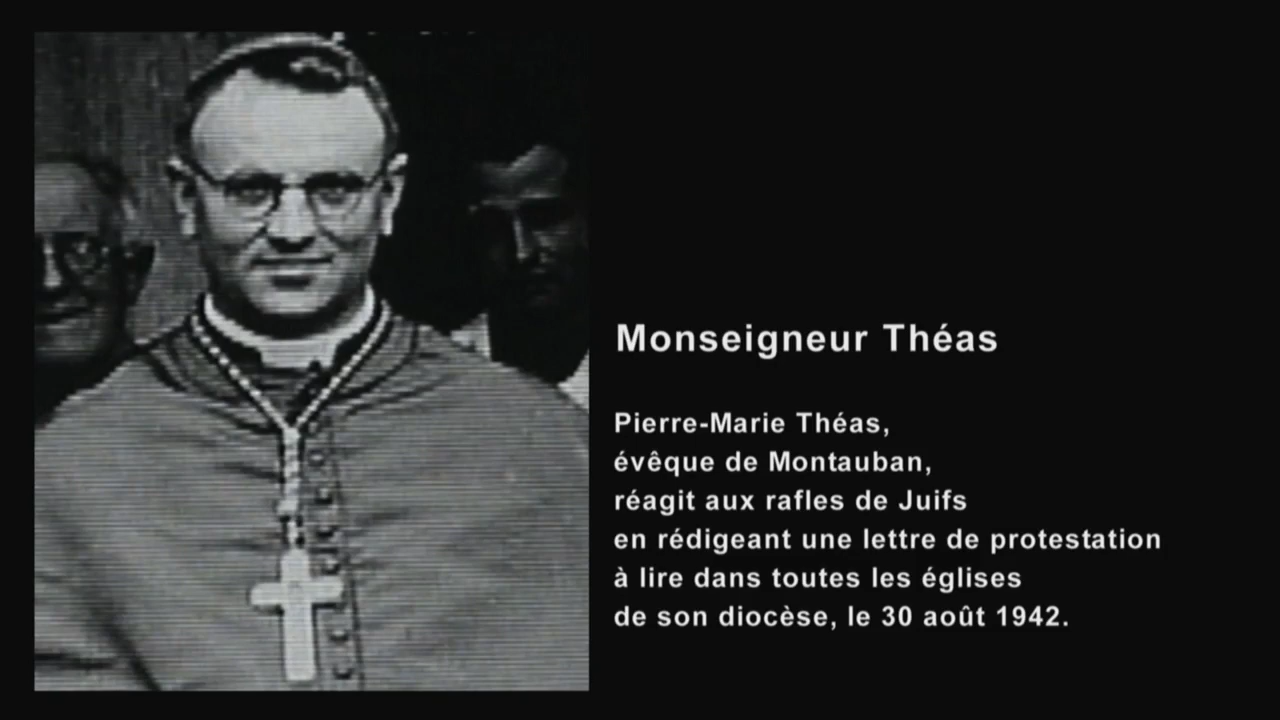 Monseigneur Théas
Pierre-Marie Théas,
évêque de Montauban,
réagit aux rafles de Juifs
en rédigeant une lettre de protestation
à lire dans toutes les églises
de son diocèse, le 30 août 1942.